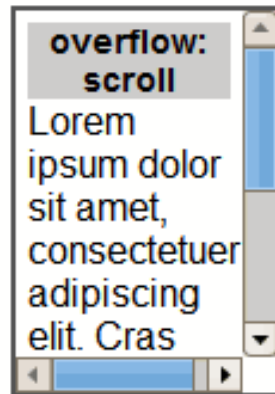 overflow:
scroll
Lorem
ipsum dolor
sit amet,
consectetuer
adipiscing
elit. Cras